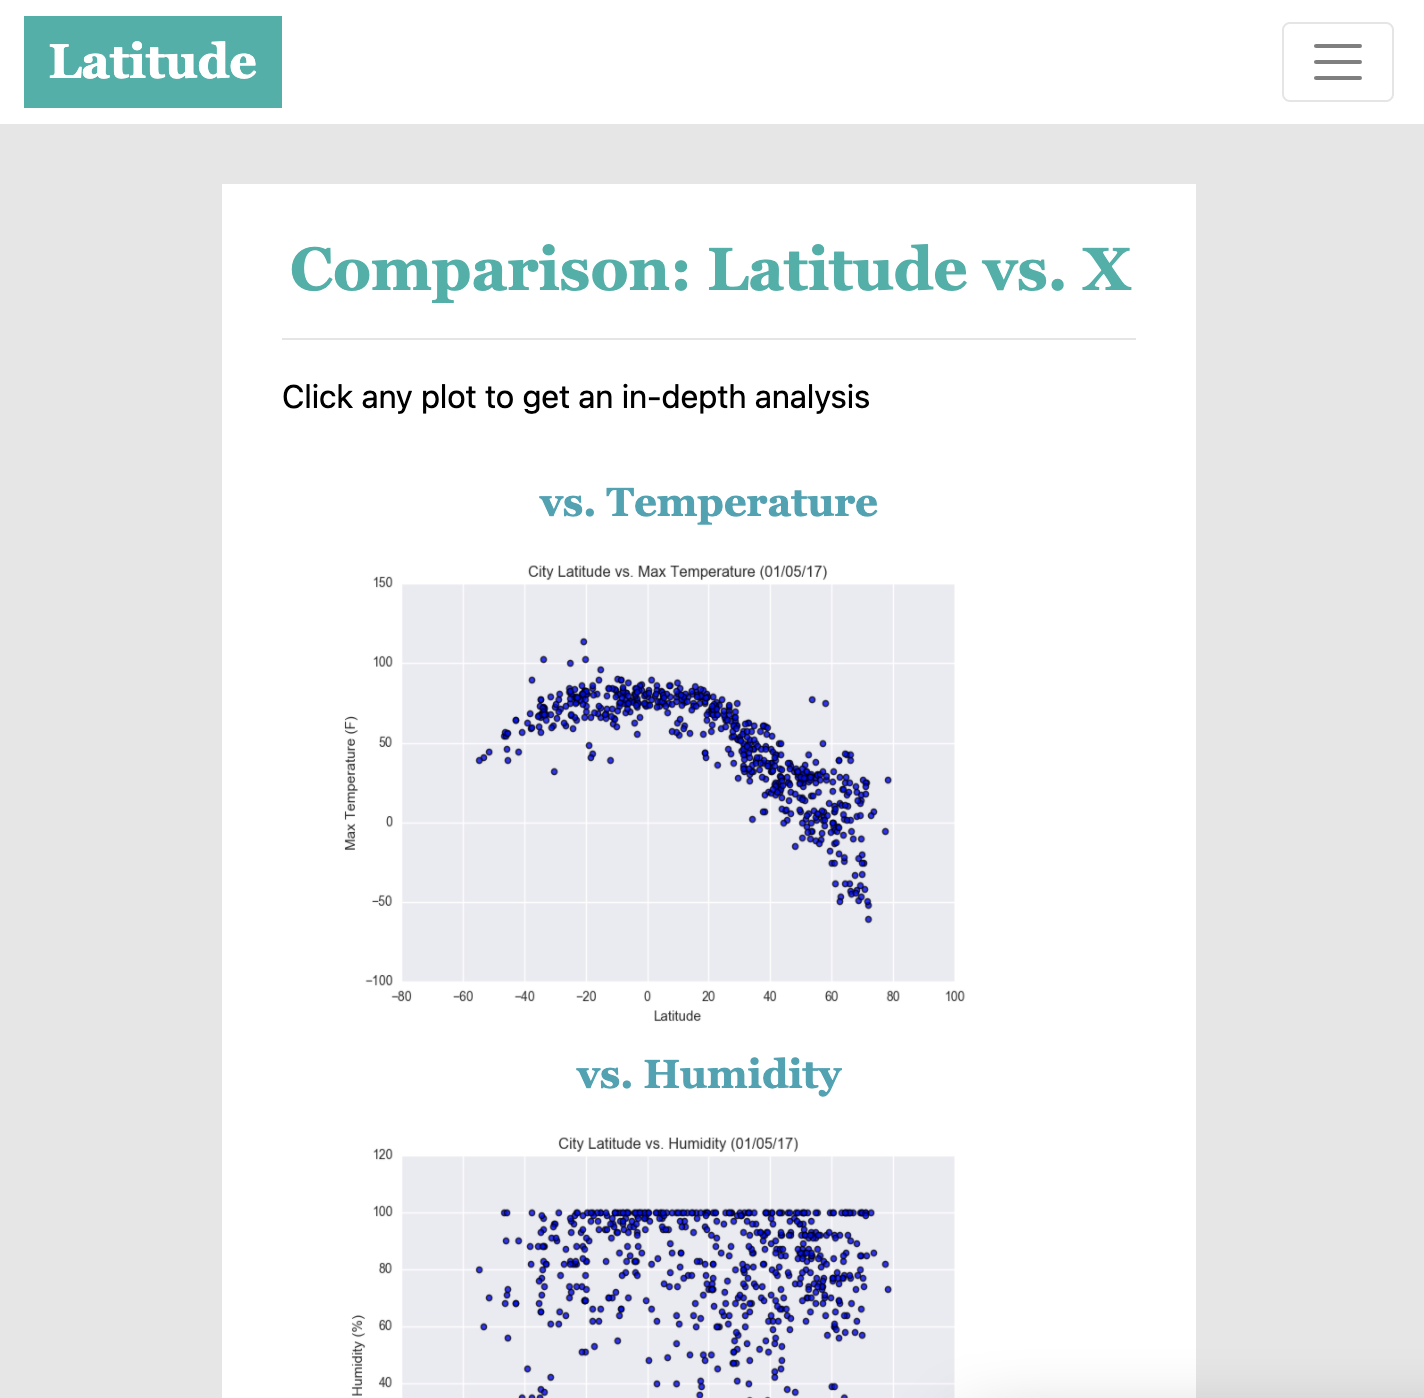 Latitude
Comparison: Latitude vs. X
Click any plot to get an in-depth analysis
vs. Temperature
City Latitude vs. Max Temperature (01/05/17)
150
100
50
0
−50
−100
Max Temperature (F)
−80 −60 −40 −20 0 20 40 60 80 100
Latitude
vs. Humidity
City Latitude vs. Humidity (01/05/17)
120
100
80
60
40
Humidity (%)